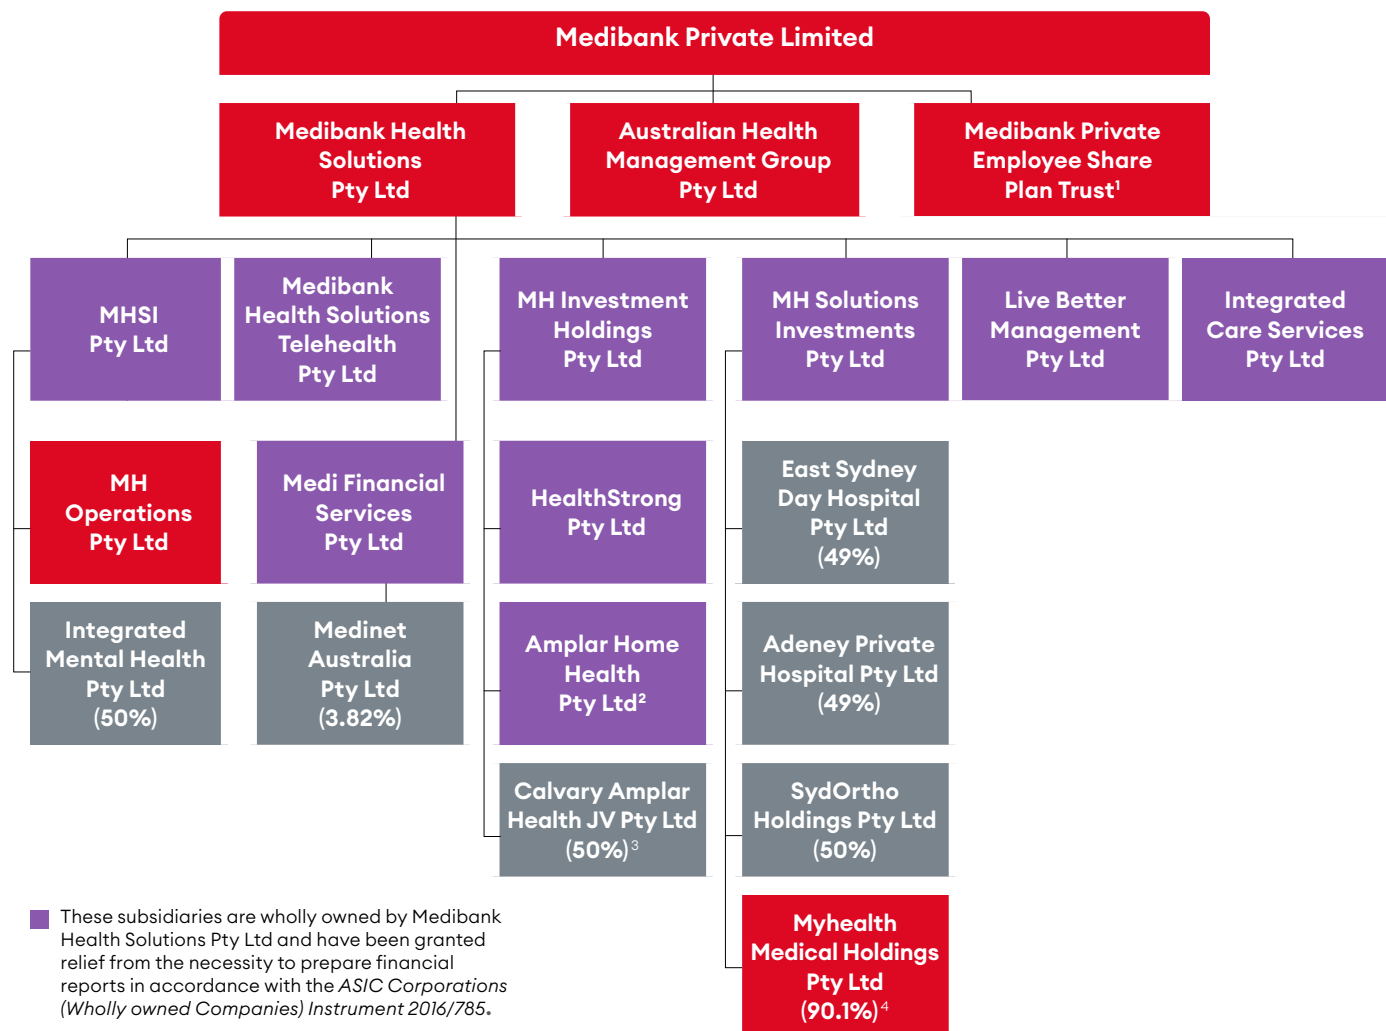 Medibank Private Limited
Medibank Health
Solutions
Pty Ltd
Australian Health
Management Group
Pty Ltd
Medibank Private
Employee Share
Plan Trust¹
MHSI
Pty Ltd
Medibank
Health Solutions
Telehealth
Pty Ltd
MH Investment
Holdings
Pty Ltd
MH Solutions
Investments
Pty Ltd
Live Better
Management
Pty Ltd
Integrated
Care Services
Pty Ltd
MH
Operations
Pty Ltd
Medi Financial
Services
Pty Ltd
HealthStrong
Pty Ltd
East Sydney
Day Hospital
Pty Ltd
(49%)
Integrated
Mental Health
Pty Ltd
(50%)
Medinet
Australia
Pty Ltd
(3.82%)
Amplar Home
Health
Pty Ltd²
Adeney Private
Hospital Pty Ltd
(49%)
Calvary Amplar
Health JV Pty Ltd
(50%)³
SydOrtho
Holdings Pty Ltd
(50%)
Myhealth
Medical Holdings
Pty Ltd
(90.1%)⁴
These subsidiaries are wholly owned by Medibank
Health Solutions Pty Ltd and have been granted
relief from the necessity to prepare financial
reports in accordance with the ASIC Corporations
(Wholly owned Companies) Instrument 2016/785.